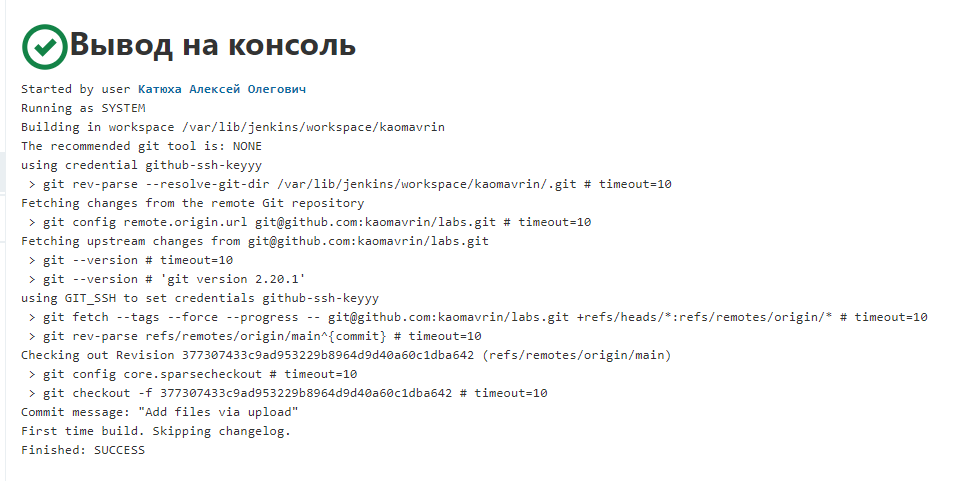 Вывод на консоль
Started by user Катюха Алексей Олегович
Running as SYSTEM
Building in workspace /var/lib/jenkins/workspace/kaomavrin
The recommended git tool is: NONE
using credential github-ssh-keyyy
 > git rev-parse --resolve-git-dir /var/lib/jenkins/workspace/kaomavrin/.git # timeout=10
Fetching changes from the remote Git repository
 > git config remote.origin.url git@github.com:kaomavrin/labs.git # timeout=10
Fetching upstream changes from git@github.com:kaomavrin/labs.git
 > git --version # timeout=10
 > git --version # 'git version 2.20.1'
using GIT_SSH to set credentials github-ssh-keyyy
 > git fetch --tags --force --progress -- git@github.com:kaomavrin/labs.git +refs/heads/*:refs/remotes/origin/* # timeout=10
 > git rev-parse refs/remotes/origin/main^{commit} # timeout=10
Checking out Revision 377307433c9ad953229b8964d9d40a60c1dba642 (refs/remotes/origin/main)
 > git config core.sparsecheckout # timeout=10
 > git checkout -f 377307433c9ad953229b8964d9d40a60c1dba642 # timeout=10
Commit message: "Add files via upload"
First time build. Skipping changelog.
Finished: SUCCESS